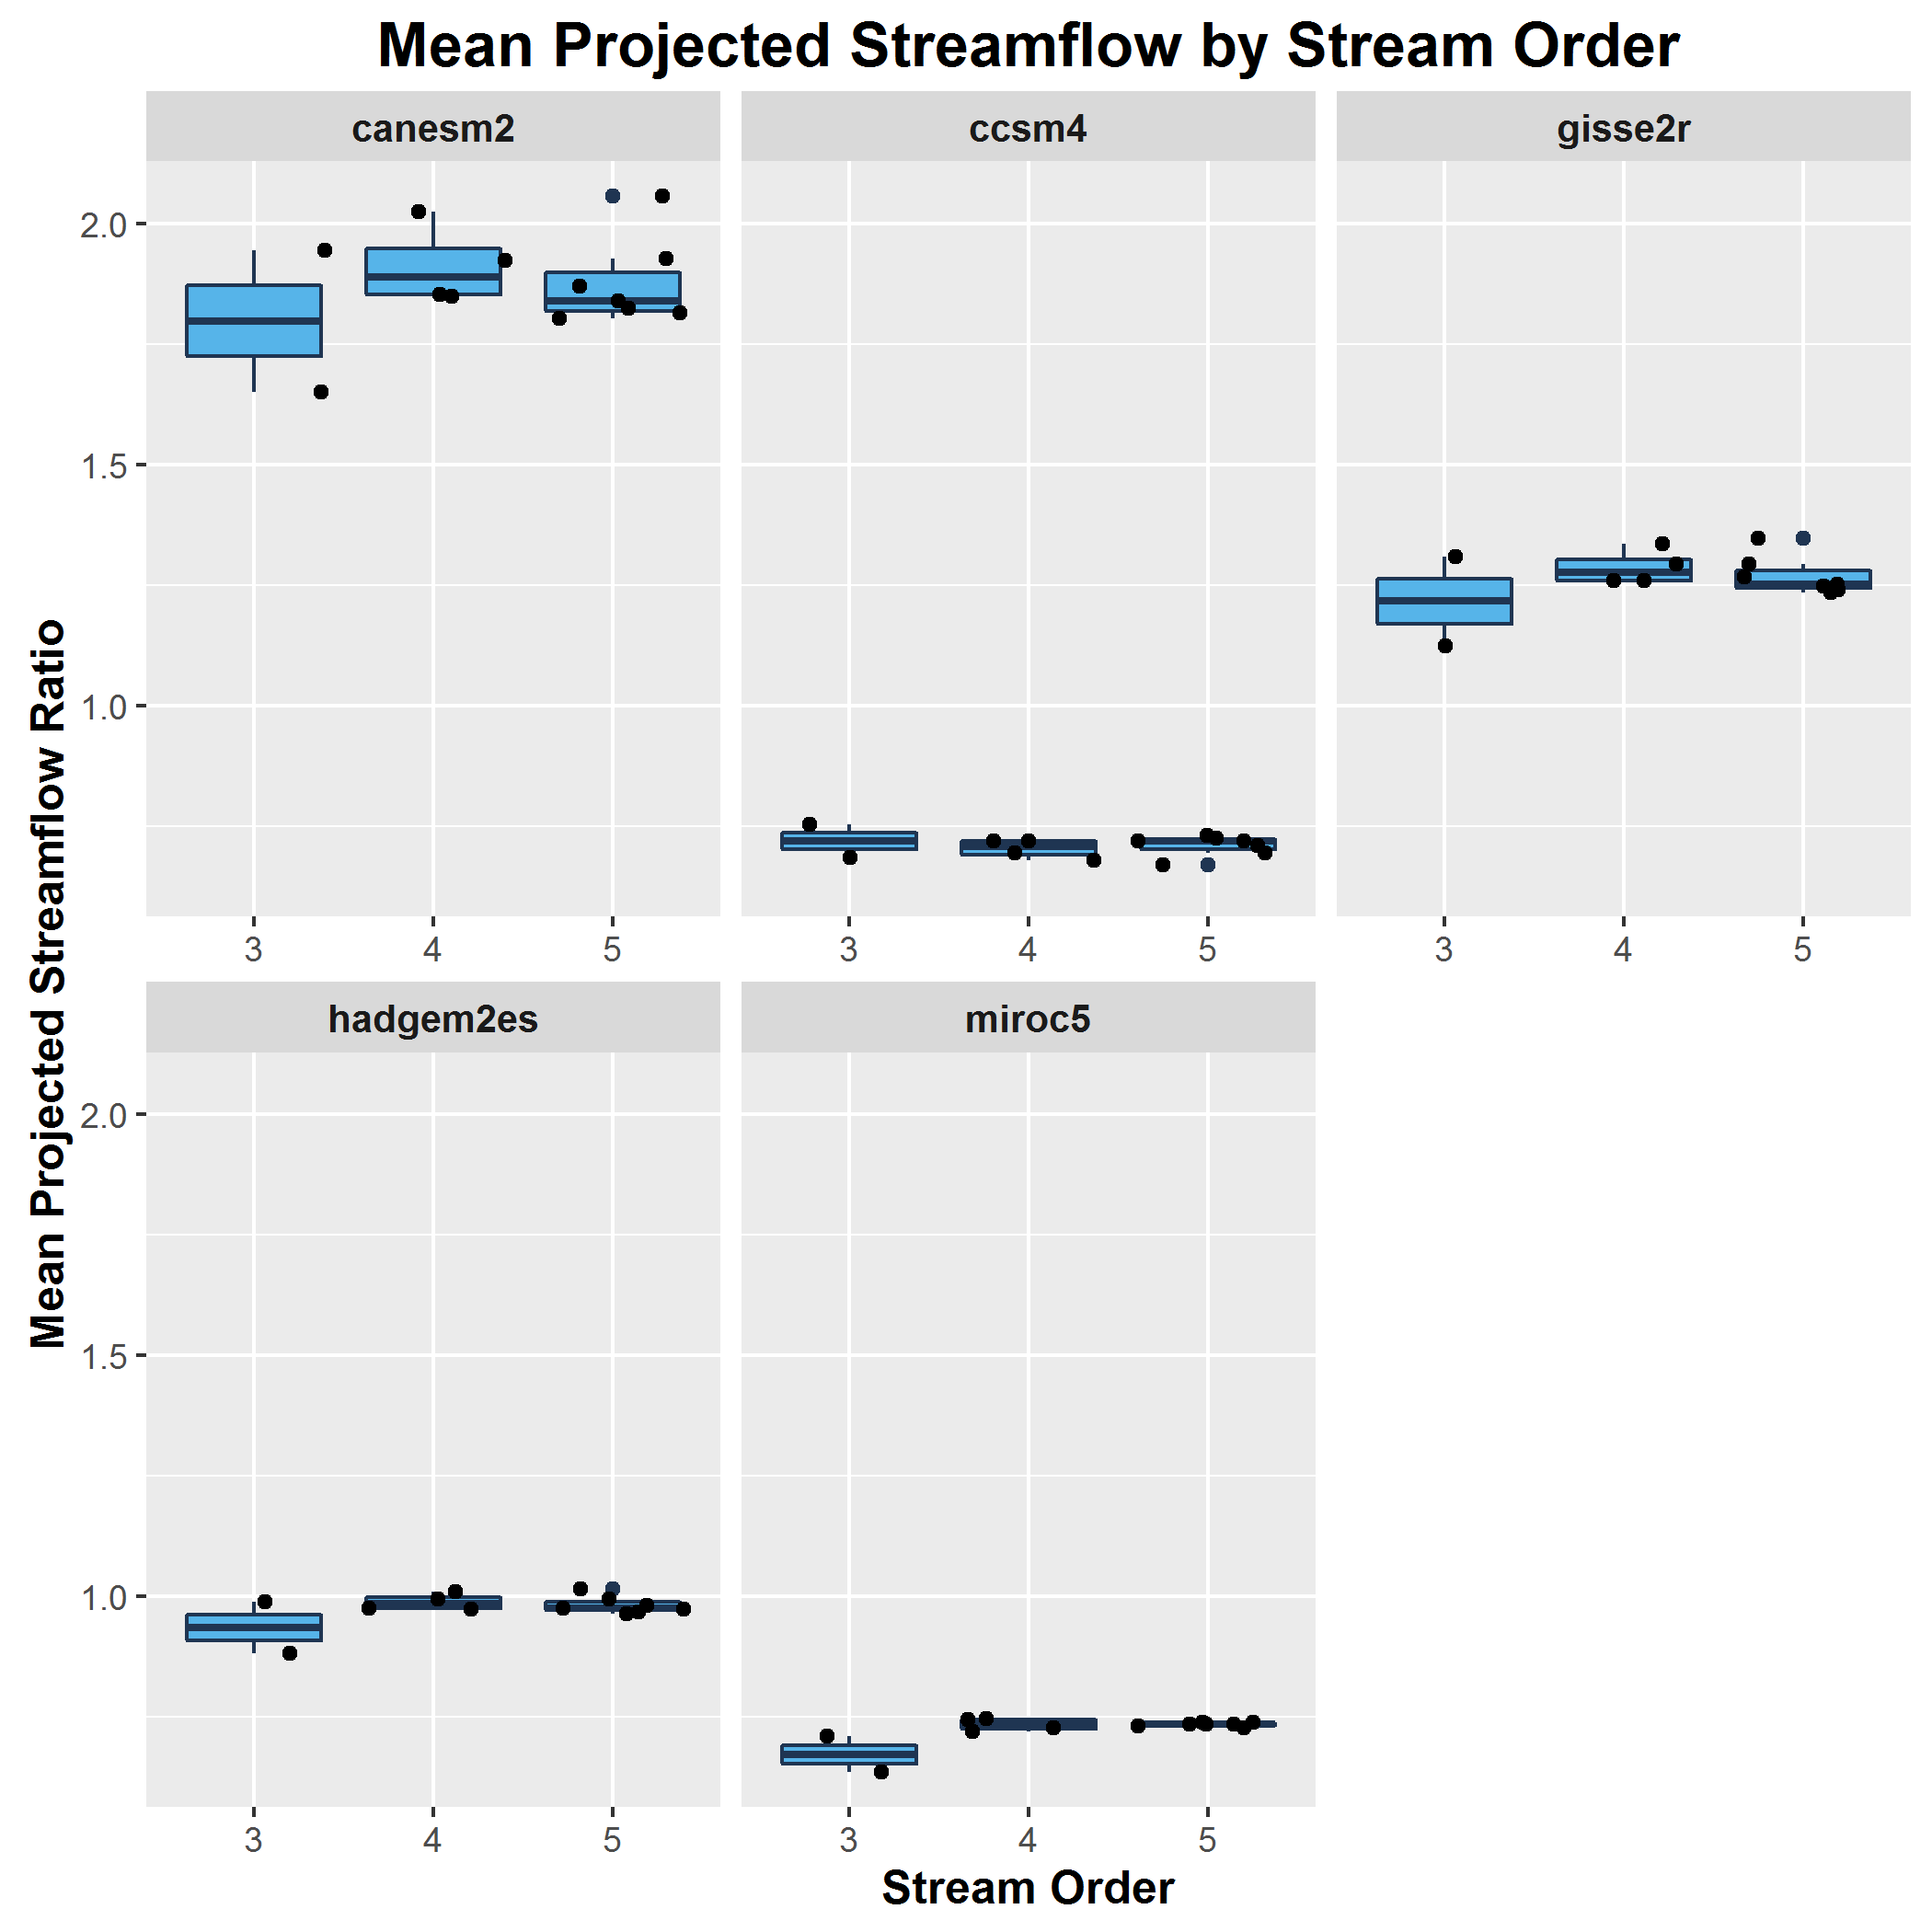 Mean Projected Streamflow by Stream Order
canesm2 ccsm4 gisse2r
2.0
1.5
1.0
3 4 5 3 4 5 3 4 5
Mean Projected Streamflow Ratio
hadgem2es miroc5
2.0
1.5
1.0
3 4 5 3 4 5
Stream Order